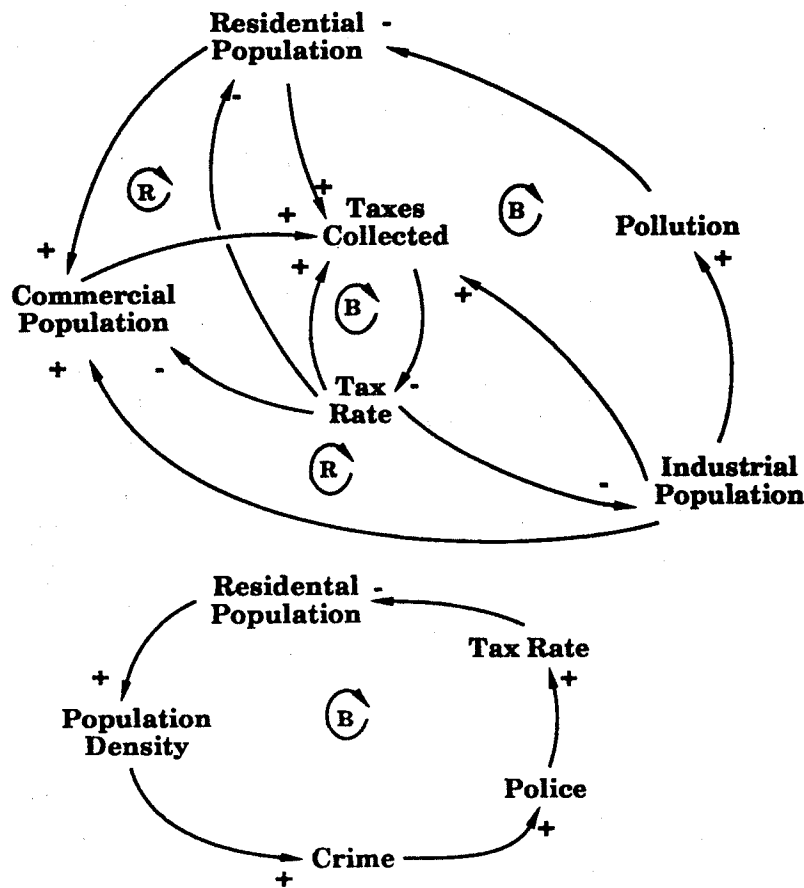 Residential -
Population
-
+
R
+
Taxes
Collected
B
Pollution
+
+
Commercial
Population
+
B
+
+
-
Tax -
Rate
R
-
Industrial
Population
Residental -
Population
Tax Rate
+
+
Population
Density
B
Police
+
Crime
+